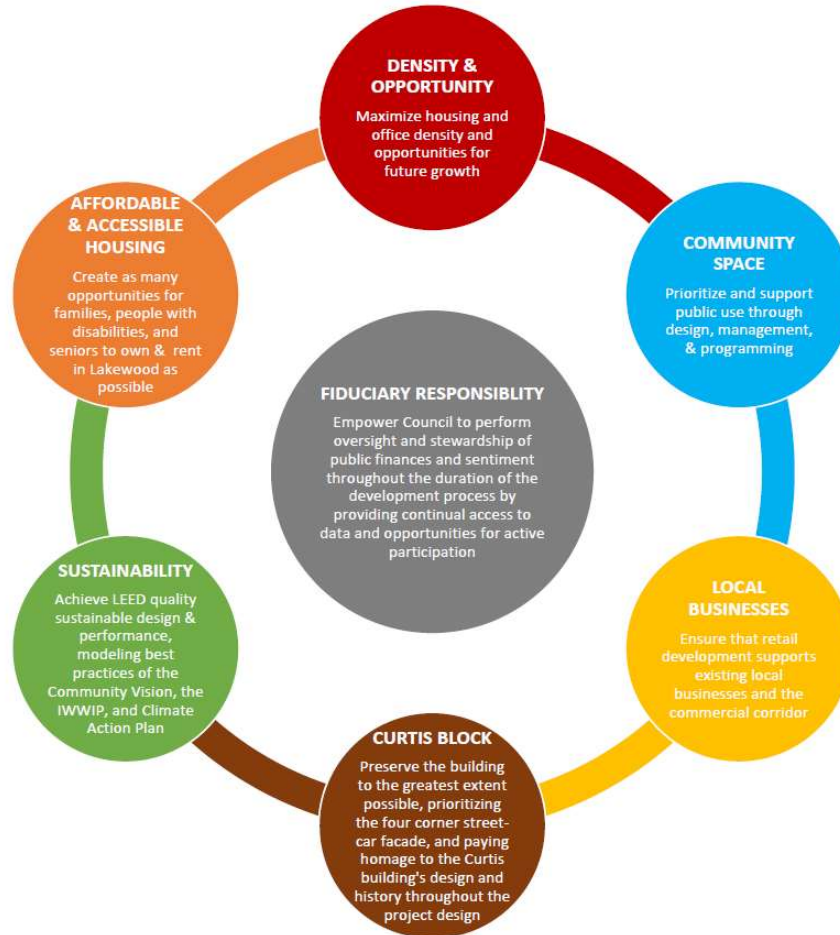 DENSITY &
OPPORTUNITY
Maximize housing and
office density and
opportunities for
future growth
COMMUNITY
SPACE
Prioritize and support
public use through
design, management,
& programming
LOCAL
BUSINESSES
Ensure that retail
development supports
existing local
businesses and the
commercial corridor
CURTIS BLOCK
Preserve the building
to the greatest extent
possible, prioritizing
the four corner street-
car facade, and paying
homage to the Curtis
building's design and
history throughout the
project design
SUSTAINABILITY
Achieve LEED quality
sustainable design &
performance,
modeling best
practices of the
Community Vision, the
IWWIP, and Climate
Action Plan
AFFORDABLE
& ACCESSIBLE
HOUSING
Create as many
opportunities for
families, people with
disabilities, and
seniors to own & rent
in Lakewood as
possible
FIDUCIARY RESPONSIBLITY
Empower Council to perform
oversight and stewardship of
public finances and sentiment
throughout the duration of the
development process by
providing continual access to
data and opportunities for active
participation